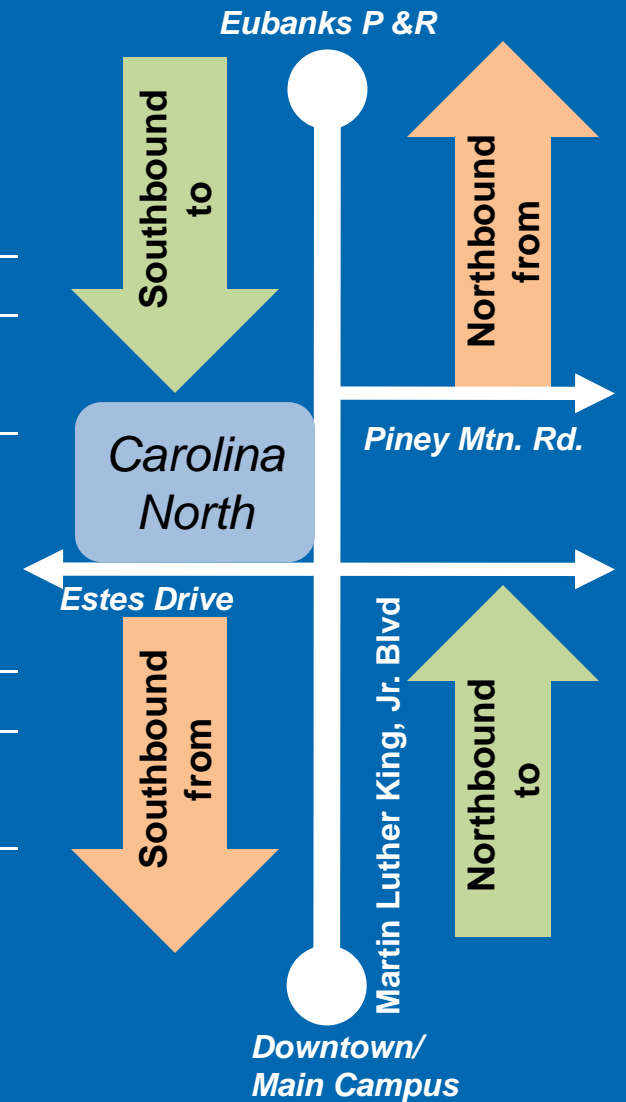 Eubanks P &R
Southbound
to
Northbound
from
Carolina
North
Piney Mtn. Rd.
Estes Drive
Southbound
from
Martin Luther King, Jr. Blvd
Northbound
to
Downtown/
Main Campus